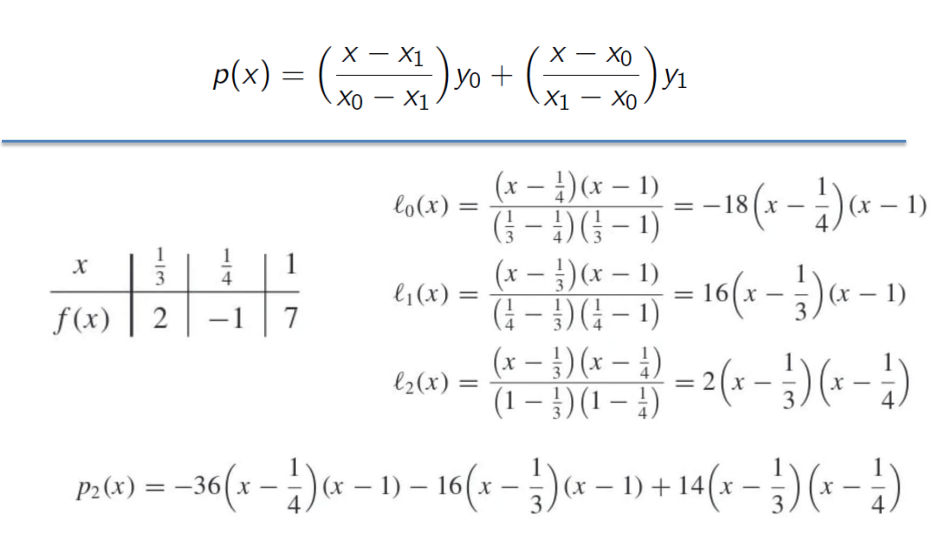 p(x) = ((x − x₁)/(x₀ − x₁)) y₀ + ((x − x₀)/(x₁ − x₀)) y₁
x | 1/3 | 1/4 | 1
f(x) | 2 | −1 | 7
ℓ₀(x) = (x − 1/4)(x − 1) / (1/3 − 1/4)(1/3 − 1) = −18(x − 1/4)(x − 1)
ℓ₁(x) = (x − 1/3)(x − 1) / (1/4 − 1/3)(1/4 − 1) = 16(x − 1/3)(x − 1)
ℓ₂(x) = (x − 1/3)(x − 1/4) / (1 − 1/3)(1 − 1/4) = 2(x − 1/3)(x − 1/4)
p₂(x) = −36(x − 1/4)(x − 1) − 16(x − 1/3)(x − 1) + 14(x − 1/3)(x − 1/4)